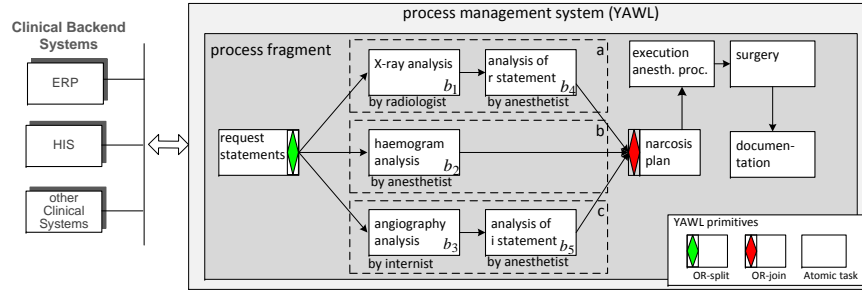 process management system (YAWL)
Clinical Backend
Systems
ERP
HIS
other
Clinical
Systems
process fragment
request
statements
a
X-ray analysis
b1
by radiologist
analysis of
r statement
b4
by anesthetist
b
haemogram
analysis
b2
by anesthetist
c
angiography
analysis
b3
by internist
analysis of
i statement
b5
by anesthetist
execution
anesth. proc.
surgery
narcosis
plan
documen-
tation
YAWL primitives
OR-split
OR-join
Atomic task